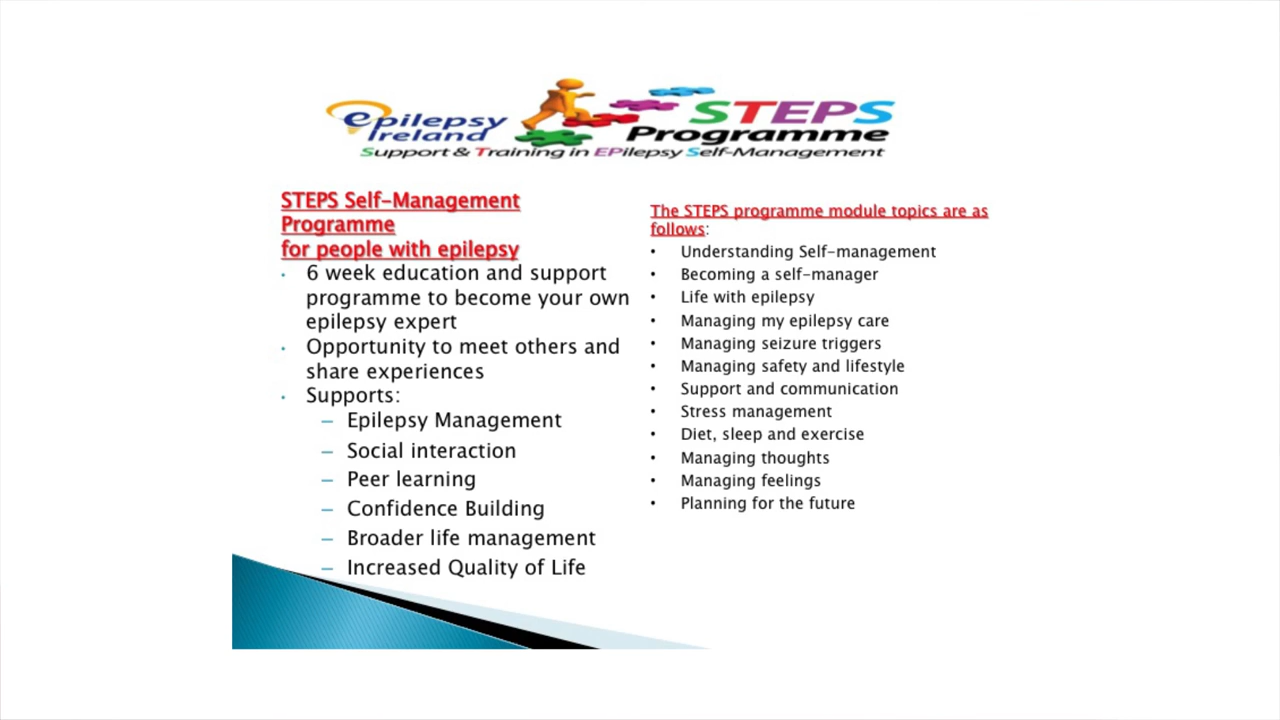 epilepsy
Ireland
STEPS
Programme
Support & Training in EPilepsy Self-Management
STEPS Self-Management
Programme
for people with epilepsy
• 6 week education and support
programme to become your own
epilepsy expert
• Opportunity to meet others and
share experiences
• Supports:
– Epilepsy Management
– Social interaction
– Peer learning
– Confidence Building
– Broader life management
– Increased Quality of Life
The STEPS programme module topics are as
follows:
• Understanding Self-management
• Becoming a self-manager
• Life with epilepsy
• Managing my epilepsy care
• Managing seizure triggers
• Managing safety and lifestyle
• Support and communication
• Stress management
• Diet, sleep and exercise
• Managing thoughts
• Managing feelings
• Planning for the future